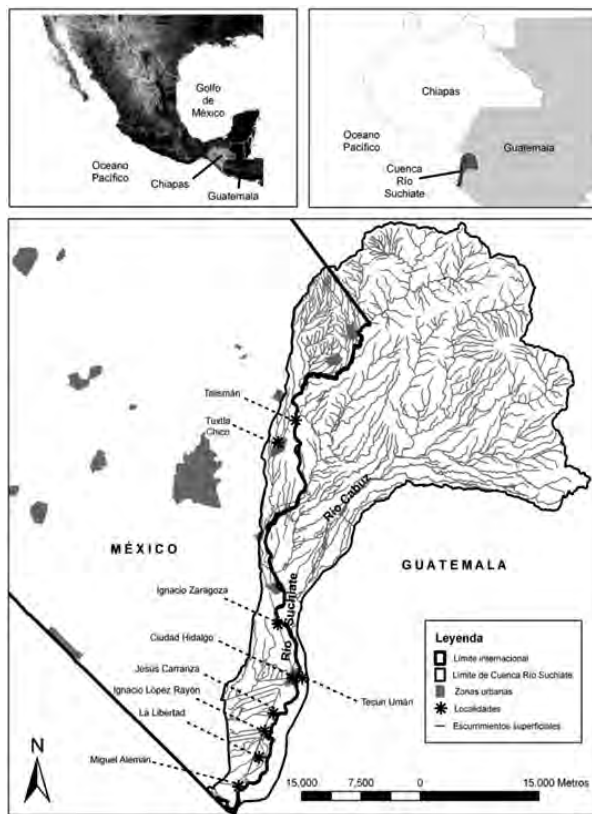 Golfo
de
México
Oceano
Pacífico
Chiapas
Guatemala
Chiapas
Oceano
Pacífico
Guatemala
Cuenca
Río
Suchiate
Talismán
Tuxtla
Chico
Río Cabuz
MÉXICO
GUATEMALA
Ignacio Zaragoza
Río Suchiate
Ciudad Hidalgo
Jesús Carranza
Ignacio López Rayón
La Libertad
Tecun Umán
Miguel Alemán
Leyenda
Límite internacional
Límite de Cuenca Río Suchiate
Zonas urbanas
Localidades
Escurrimientos superficiales
N
15,000 7,500 0 15,000 Metros